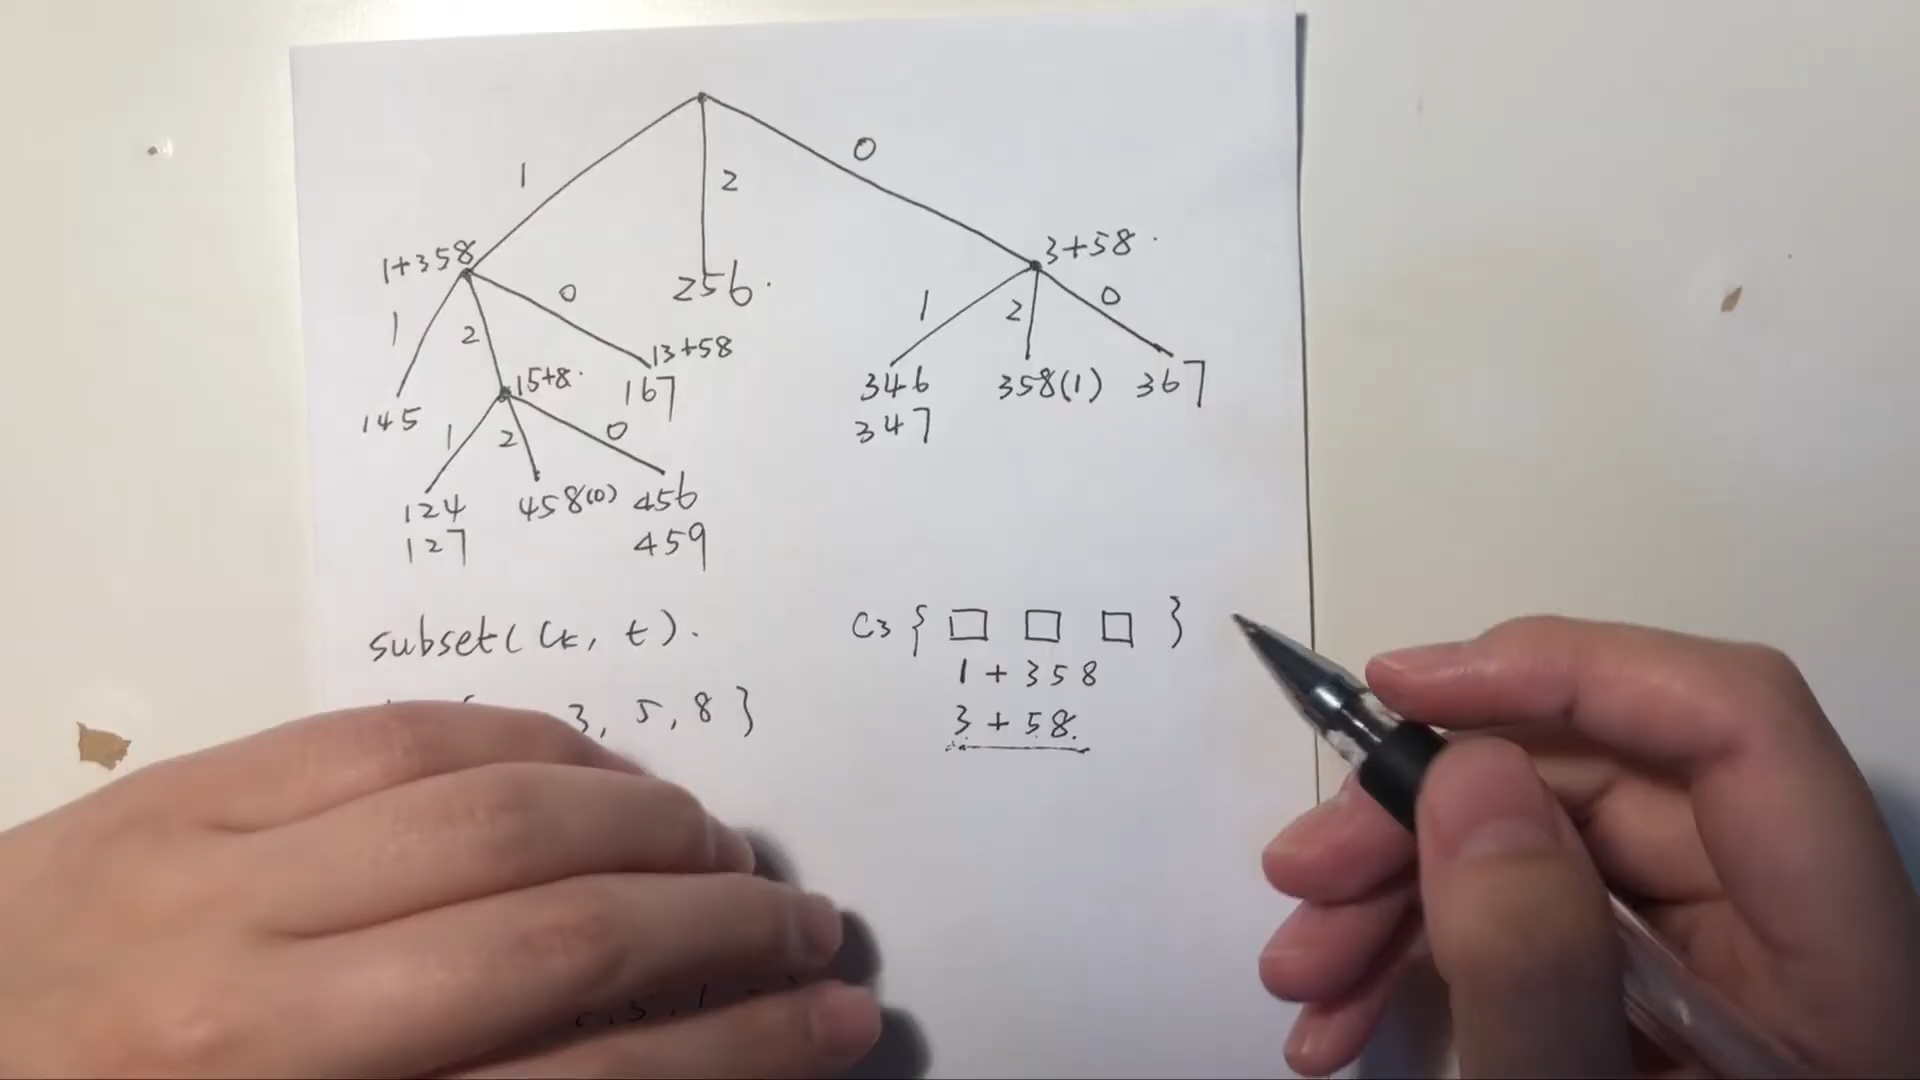 1 2 0
1+358 256. 3+58.
1 2 0 1 2 0
13+58
145 15+8. 167 346 358(1) 367
347
1 2 0
124 458(0) 456
127 459
subset(Ck, t). C3 { □ □ □ }
1 + 358
3, 5, 8 } 3 + 58.